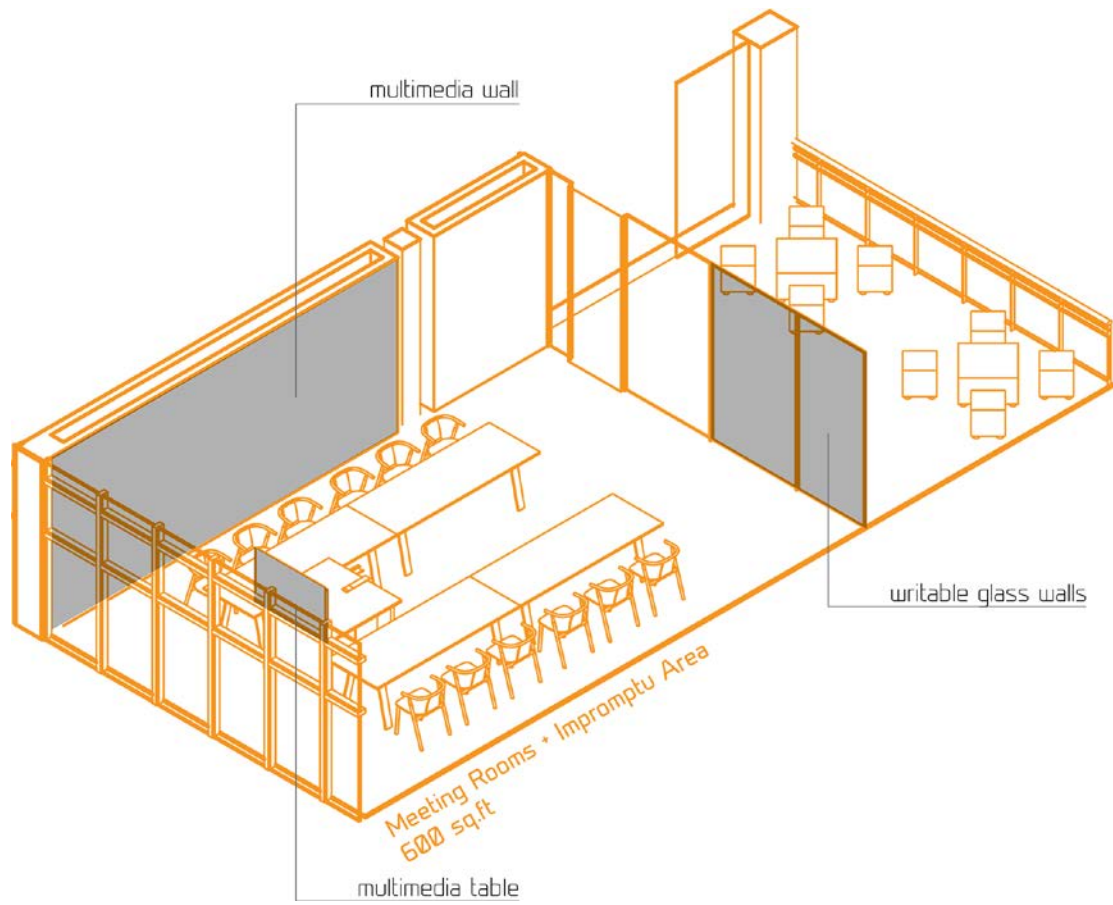 multimedia wall
writable glass walls
Meeting Rooms + Impromptu Area
600 sq.ft
multimedia table